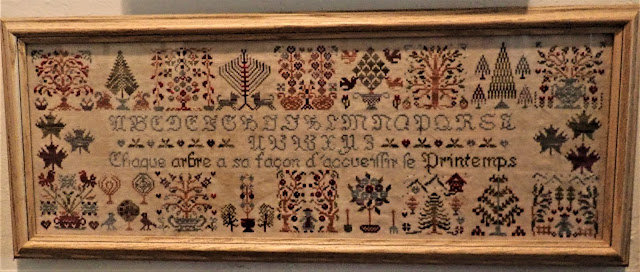 ABCDEFGHIJKLMNOPQRST
UVWXYZ
Chaque arbre a sa façon d'accueillir le Printemps